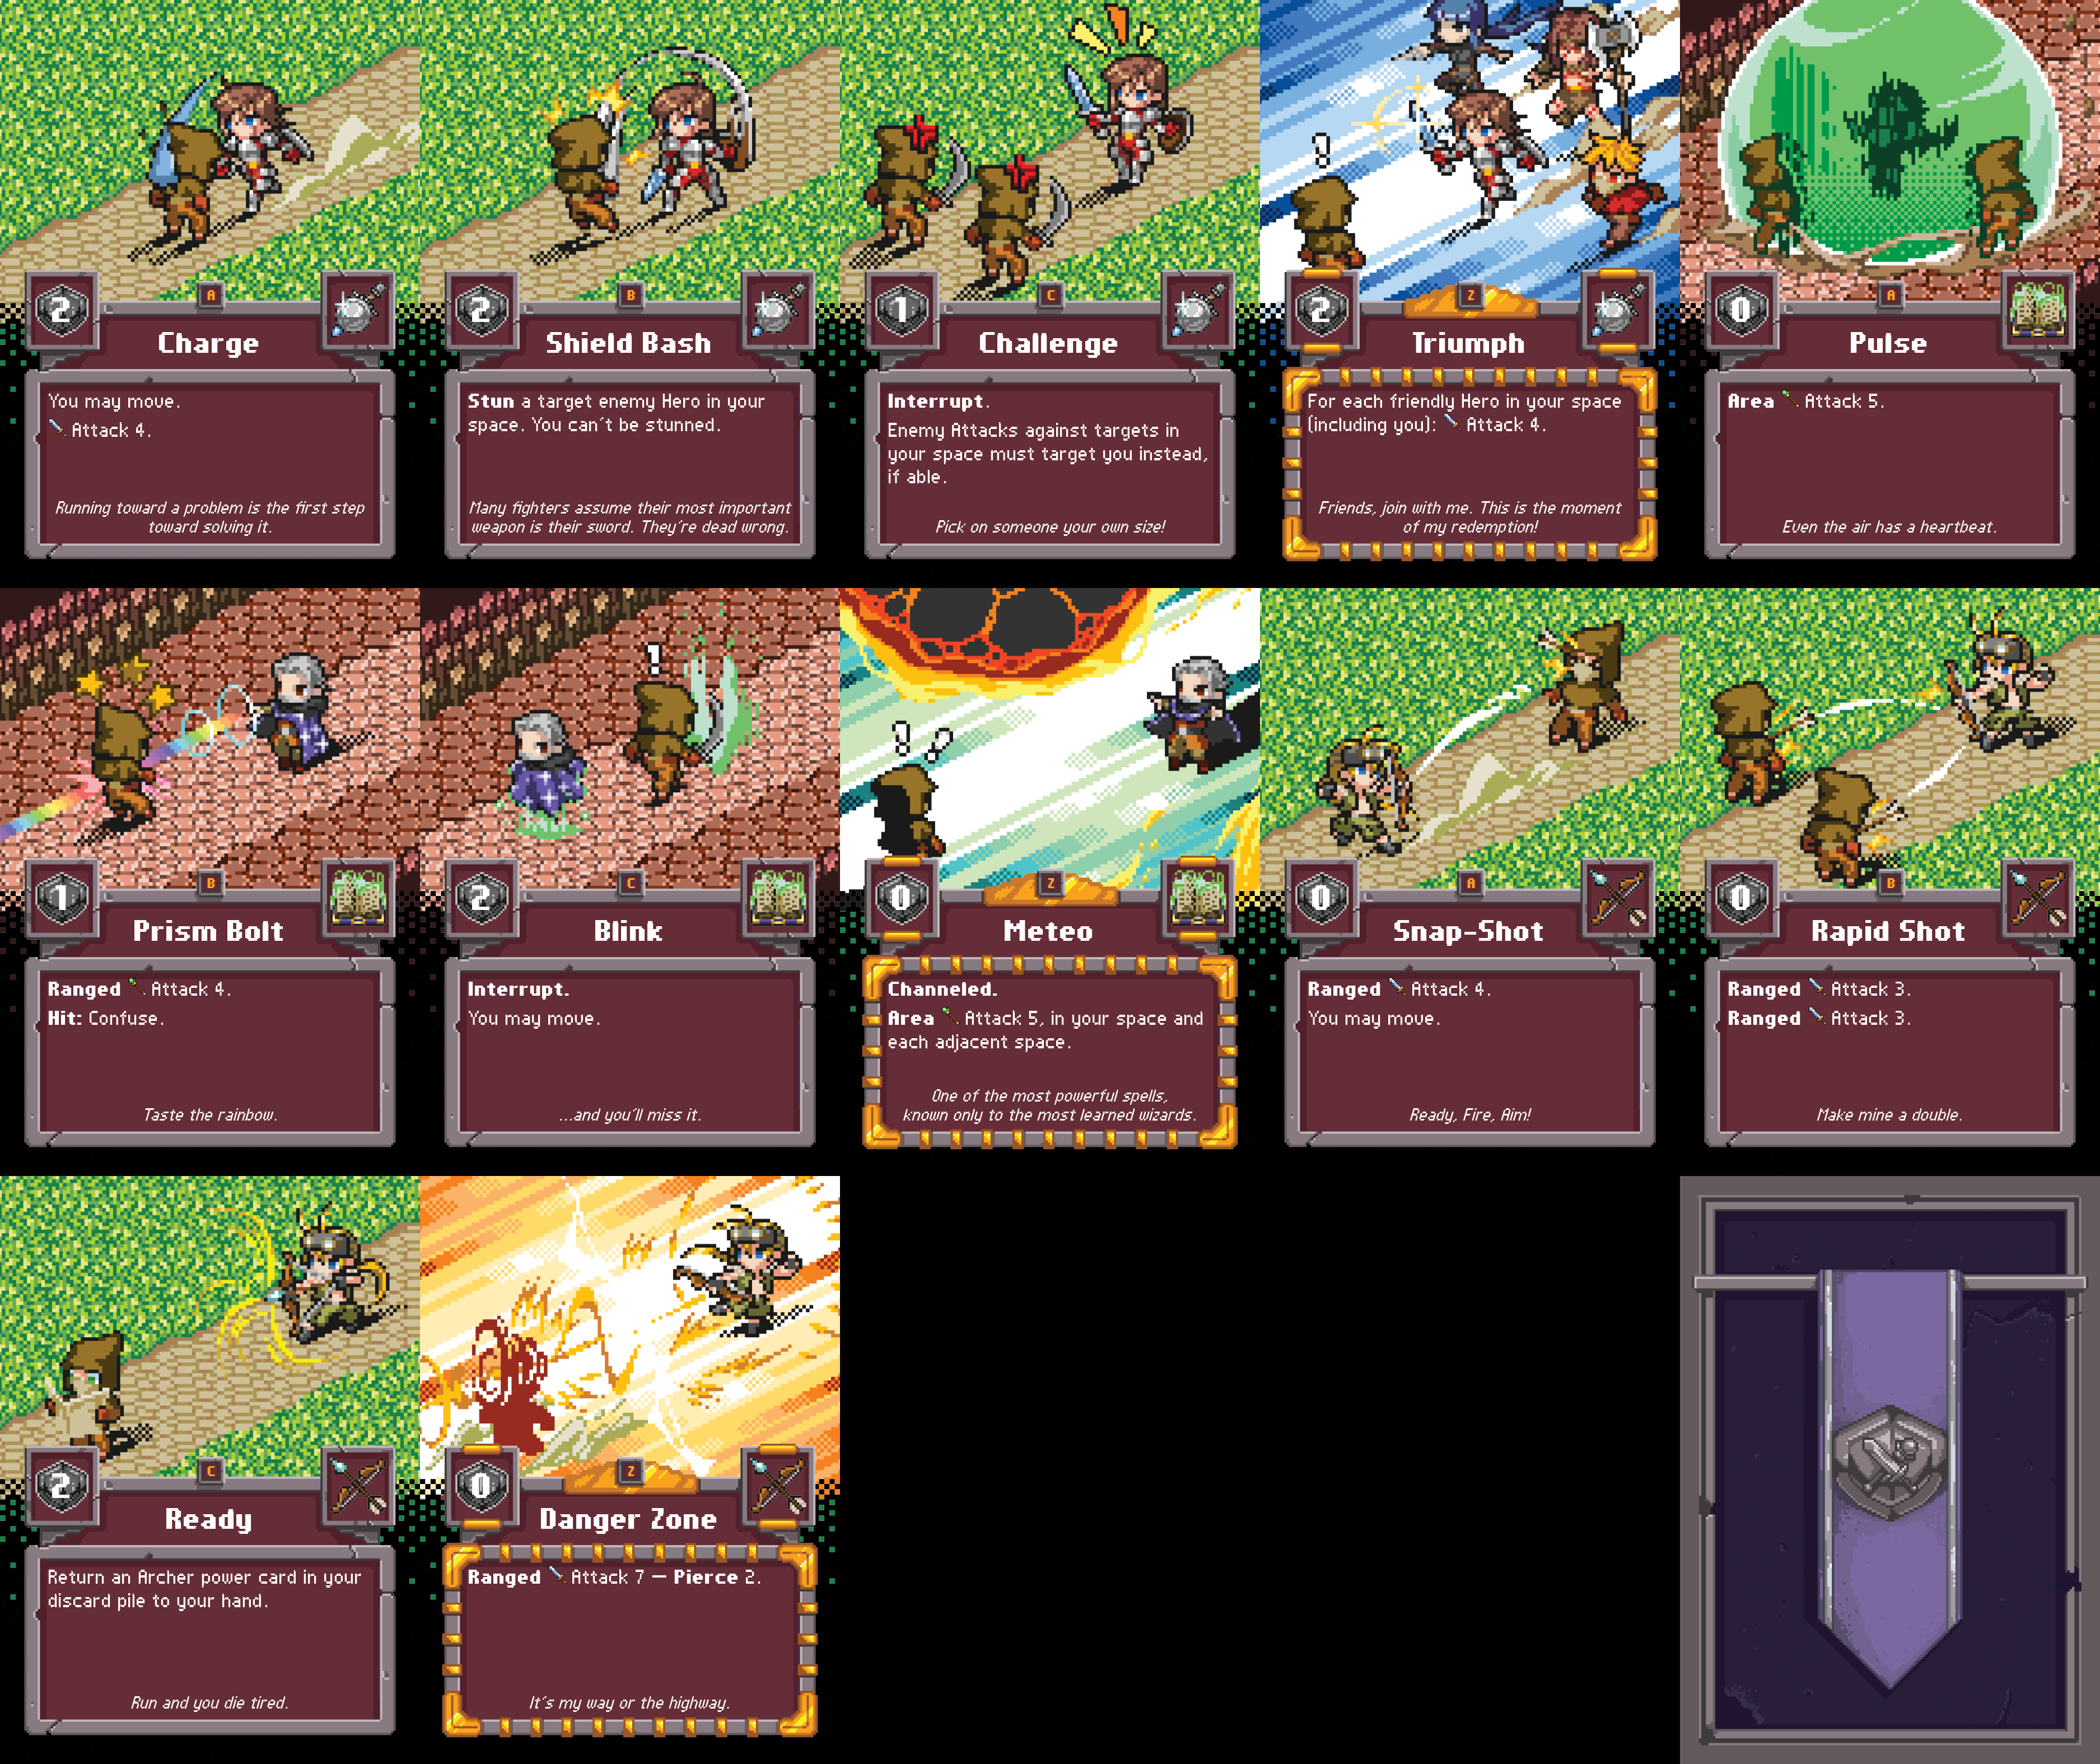 2
A
Charge
You may move.
Attack 4.
Running toward a problem is the first step
toward solving it.
2
B
Shield Bash
Stun a target enemy Hero in your
space. You can't be stunned.
Many fighters assume their most important
weapon is their sword. They're dead wrong.
1
C
Challenge
Interrupt.
Enemy Attacks against targets in
your space must target you instead,
if able.
Pick on someone your own size!
!
2
Z
Triumph
For each friendly Hero in your space
(including you): Attack 4.
Friends, join with me. This is the moment
of my redemption!
0
A
Pulse
Area Attack 5.
Even the air has a heartbeat.
1
B
Prism Bolt
Ranged Attack 4.
Hit: Confuse.
Taste the rainbow.
!
2
C
Blink
Interrupt.
You may move.
...and you'll miss it.
! ?
0
Z
Meteo
Channeled.
Area Attack 5, in your space and
each adjacent space.
One of the most powerful spells,
known only to the most learned wizards.
0
A
Snap-Shot
Ranged Attack 4.
You may move.
Ready, Fire, Aim!
0
B
Rapid Shot
Ranged Attack 3.
Ranged Attack 3.
Make mine a double.
2
C
Ready
Return an Archer power card in your
discard pile to your hand.
Run and you die tired.
0
Z
Danger Zone
Ranged Attack 7 — Pierce 2.
It's my way or the highway.